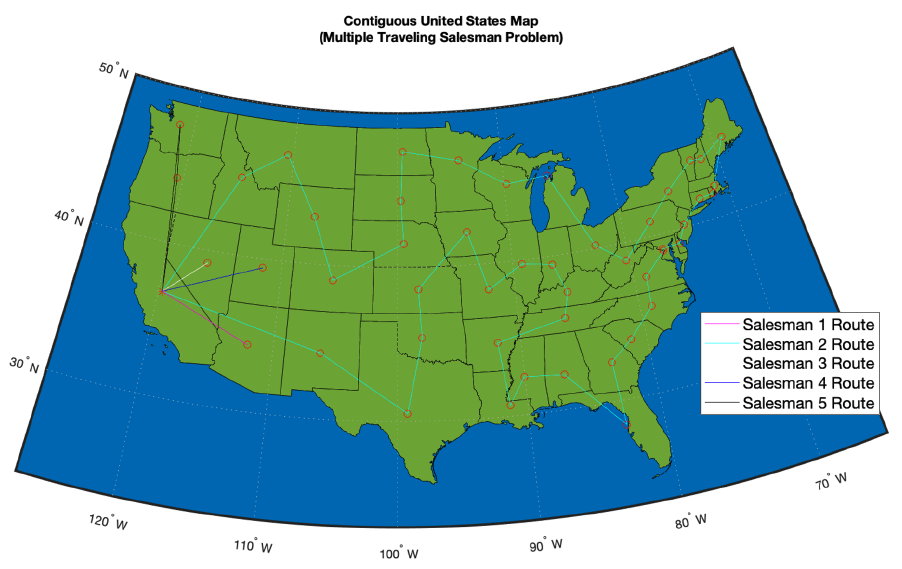 Contiguous United States Map
(Multiple Traveling Salesman Problem)
50° N
40° N
30° N
120° W
110° W
100° W
90° W
80° W
70° W
Salesman 1 Route
Salesman 2 Route
Salesman 3 Route
Salesman 4 Route
Salesman 5 Route